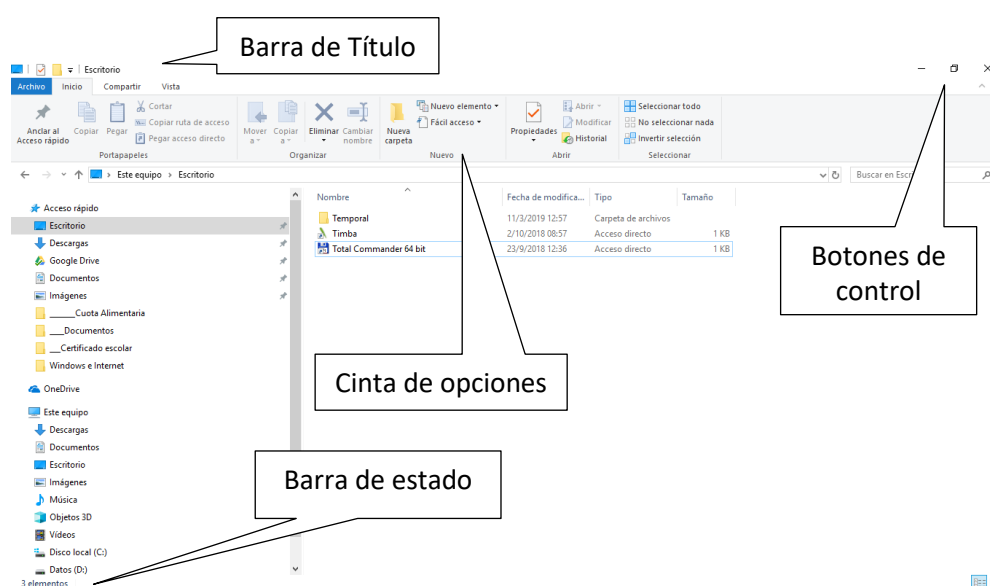 Barra de Título
Escritorio
Archivo Inicio Compartir Vista
Anclar al Acceso rápido
Copiar
Pegar
Cortar
Copiar ruta de acceso
Pegar acceso directo
Portapapeles
Mover a
Copiar a
Eliminar
Cambiar nombre
Organizar
Nueva carpeta
Nuevo elemento
Fácil acceso
Nuevo
Propiedades
Abrir
Modificar
Historial
Abrir
Seleccionar todo
No seleccionar nada
Invertir selección
Seleccionar
Este equipo › Escritorio
Buscar en Escr
Nombre Fecha de modifica... Tipo Tamaño
Temporal 11/3/2019 12:57 Carpeta de archivos
Timba 2/10/2018 08:57 Acceso directo 1 KB
Total Commander 64 bit 23/9/2018 12:36 Acceso directo 1 KB
Acceso rápido
Escritorio
Descargas
Google Drive
Documentos
Imágenes
______Cuota Alimentaria
___Documentos
__Certificado escolar
Windows e Internet
OneDrive
Este equipo
Descargas
Documentos
Escritorio
Imágenes
Música
Objetos 3D
Vídeos
Disco local (C:)
Datos (D:)
3 elementos
Botones de
control
Cinta de opciones
Barra de estado